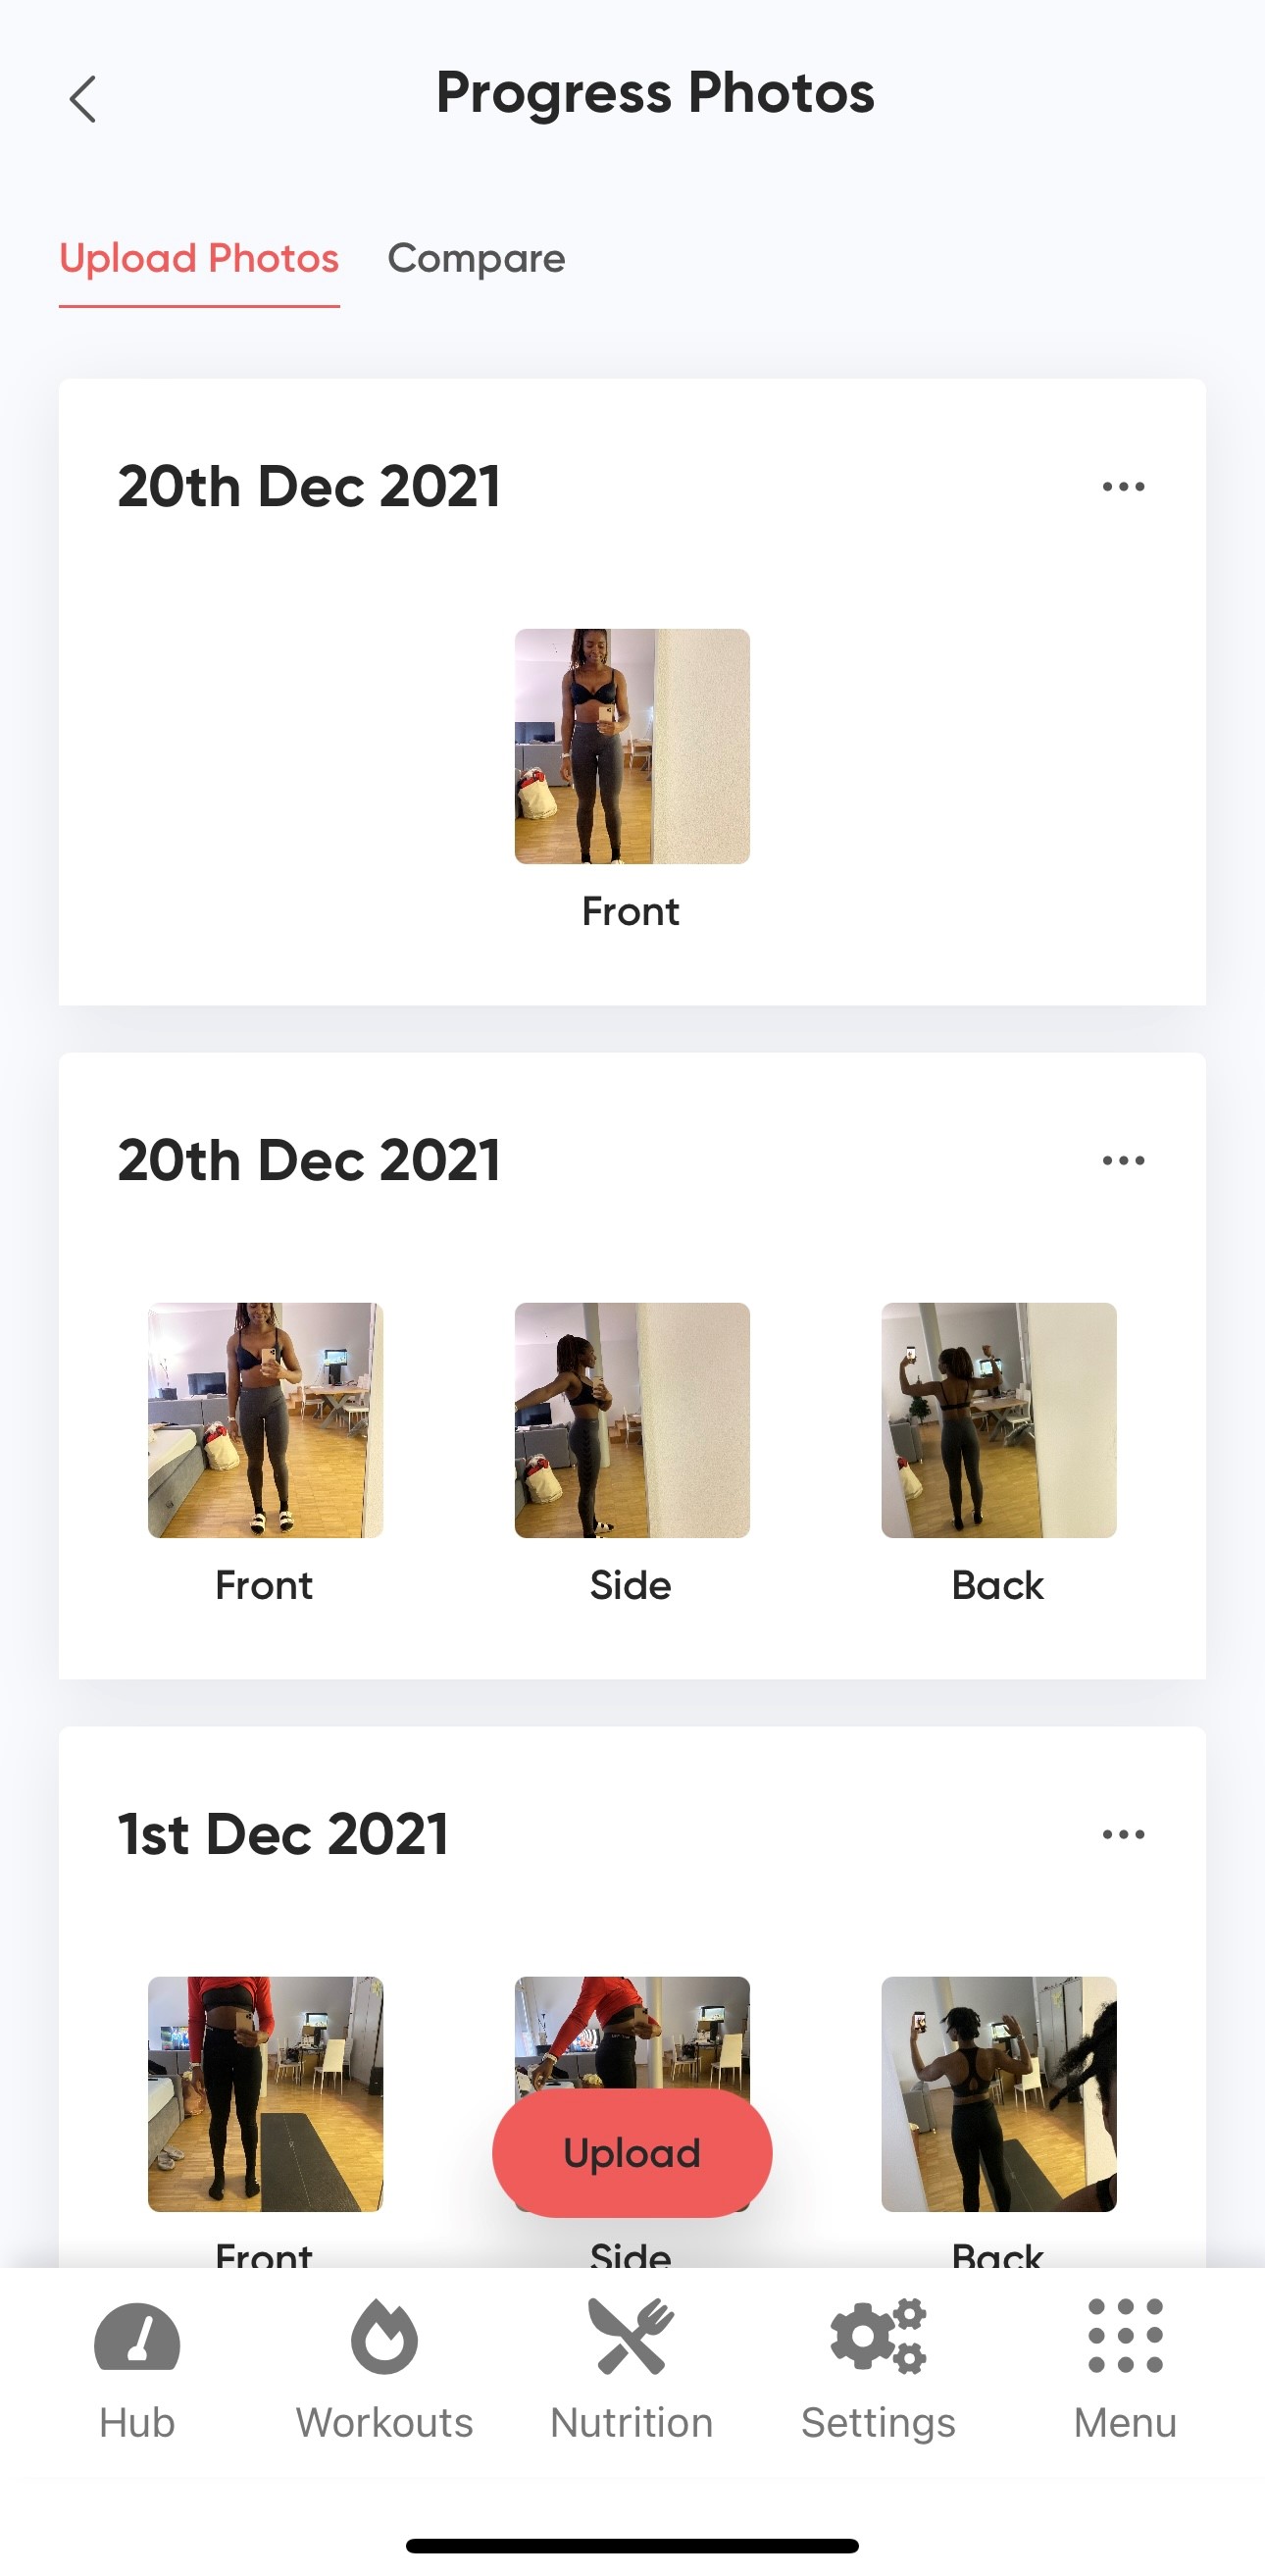 Progress Photos
Upload Photos Compare
20th Dec 2021
Front
20th Dec 2021
Front Side Back
1st Dec 2021
Upload
Front Side Back
Hub Workouts Nutrition Settings Menu